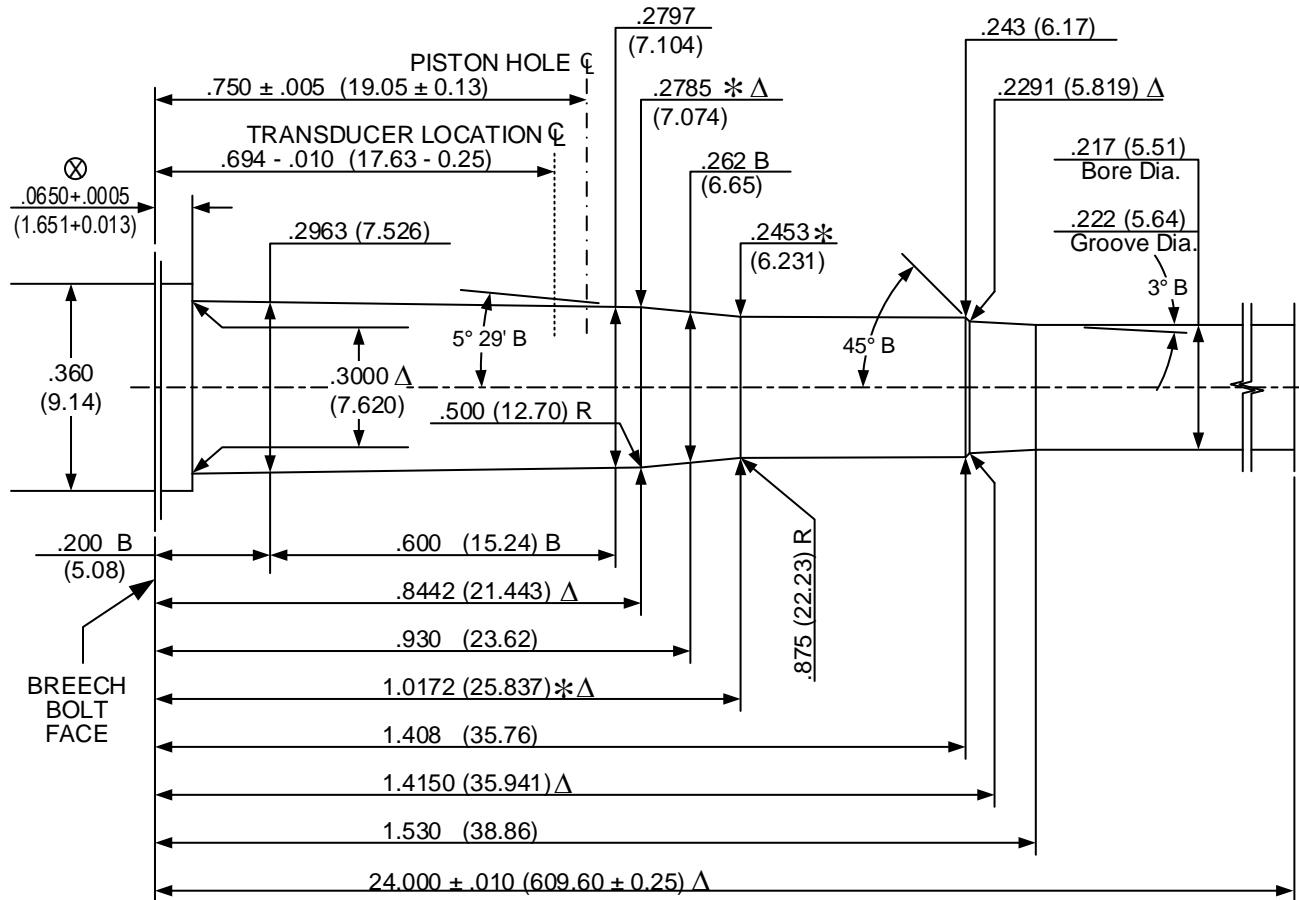 .2797
(7.104)
.243 (6.17)
PISTON HOLE ℄
.750 ± .005 (19.05 ± 0.13)
.2785 * Δ
(7.074)
.2291 (5.819) Δ
TRANSDUCER LOCATION ℄
.694 - .010 (17.63 - 0.25)
.262 B
(6.65)
.217 (5.51)
Bore Dia.
⊗
.0650+.0005
(1.651+0.013)
.2963 (7.526)
.2453 *
(6.231)
.222 (5.64)
Groove Dia.
3° B
5° 29' B
45° B
.360
(9.14)
.3000 Δ
(7.620)
.500 (12.70) R
.200 B
(5.08)
.600 (15.24) B
.875 (22.23) R
.8442 (21.443) Δ
.930 (23.62)
BREECH
BOLT
FACE
1.0172 (25.837) * Δ
1.408 (35.76)
1.4150 (35.941) Δ
1.530 (38.86)
24.000 ± .010 (609.60 ± 0.25) Δ